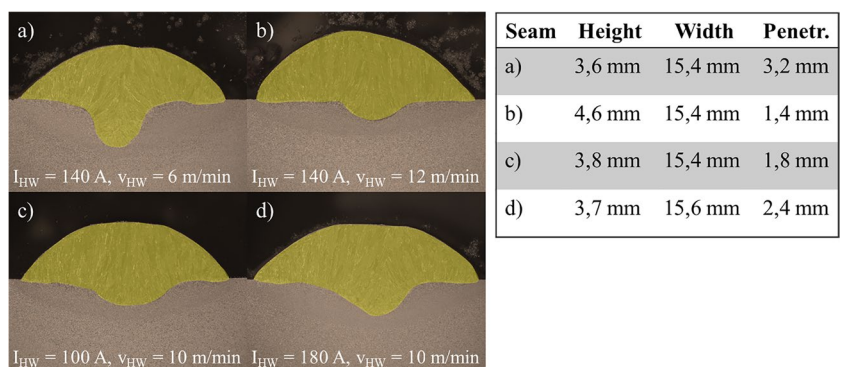 a)
I_HW = 140 A, v_HW = 6 m/min
b)
I_HW = 140 A, v_HW = 12 m/min
c)
I_HW = 100 A, v_HW = 10 m/min
d)
I_HW = 180 A, v_HW = 10 m/min
Seam Height Width Penetr.
a) 3,6 mm 15,4 mm 3,2 mm
b) 4,6 mm 15,4 mm 1,4 mm
c) 3,8 mm 15,4 mm 1,8 mm
d) 3,7 mm 15,6 mm 2,4 mm